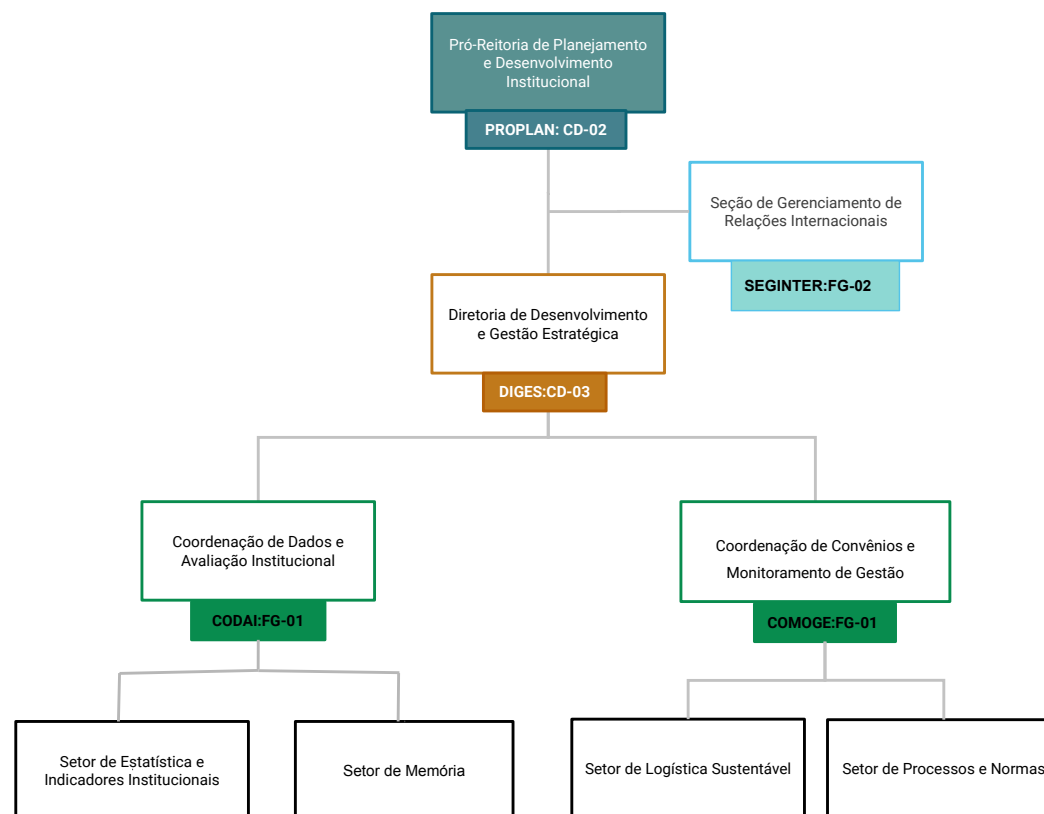 Pró-Reitoria de Planejamento
e Desenvolvimento
Institucional
PROPLAN: CD-02
Seção de Gerenciamento de
Relações Internacionais
SEGINTER:FG-02
Diretoria de Desenvolvimento
e Gestão Estratégica
DIGES:CD-03
Coordenação de Dados e
Avaliação Institucional
CODAI:FG-01
Coordenação de Convênios e
Monitoramento de Gestão
COMOGE:FG-01
Setor de Estatística e
Indicadores Institucionais
Setor de Memória
Setor de Logística Sustentável
Setor de Processos e Normas